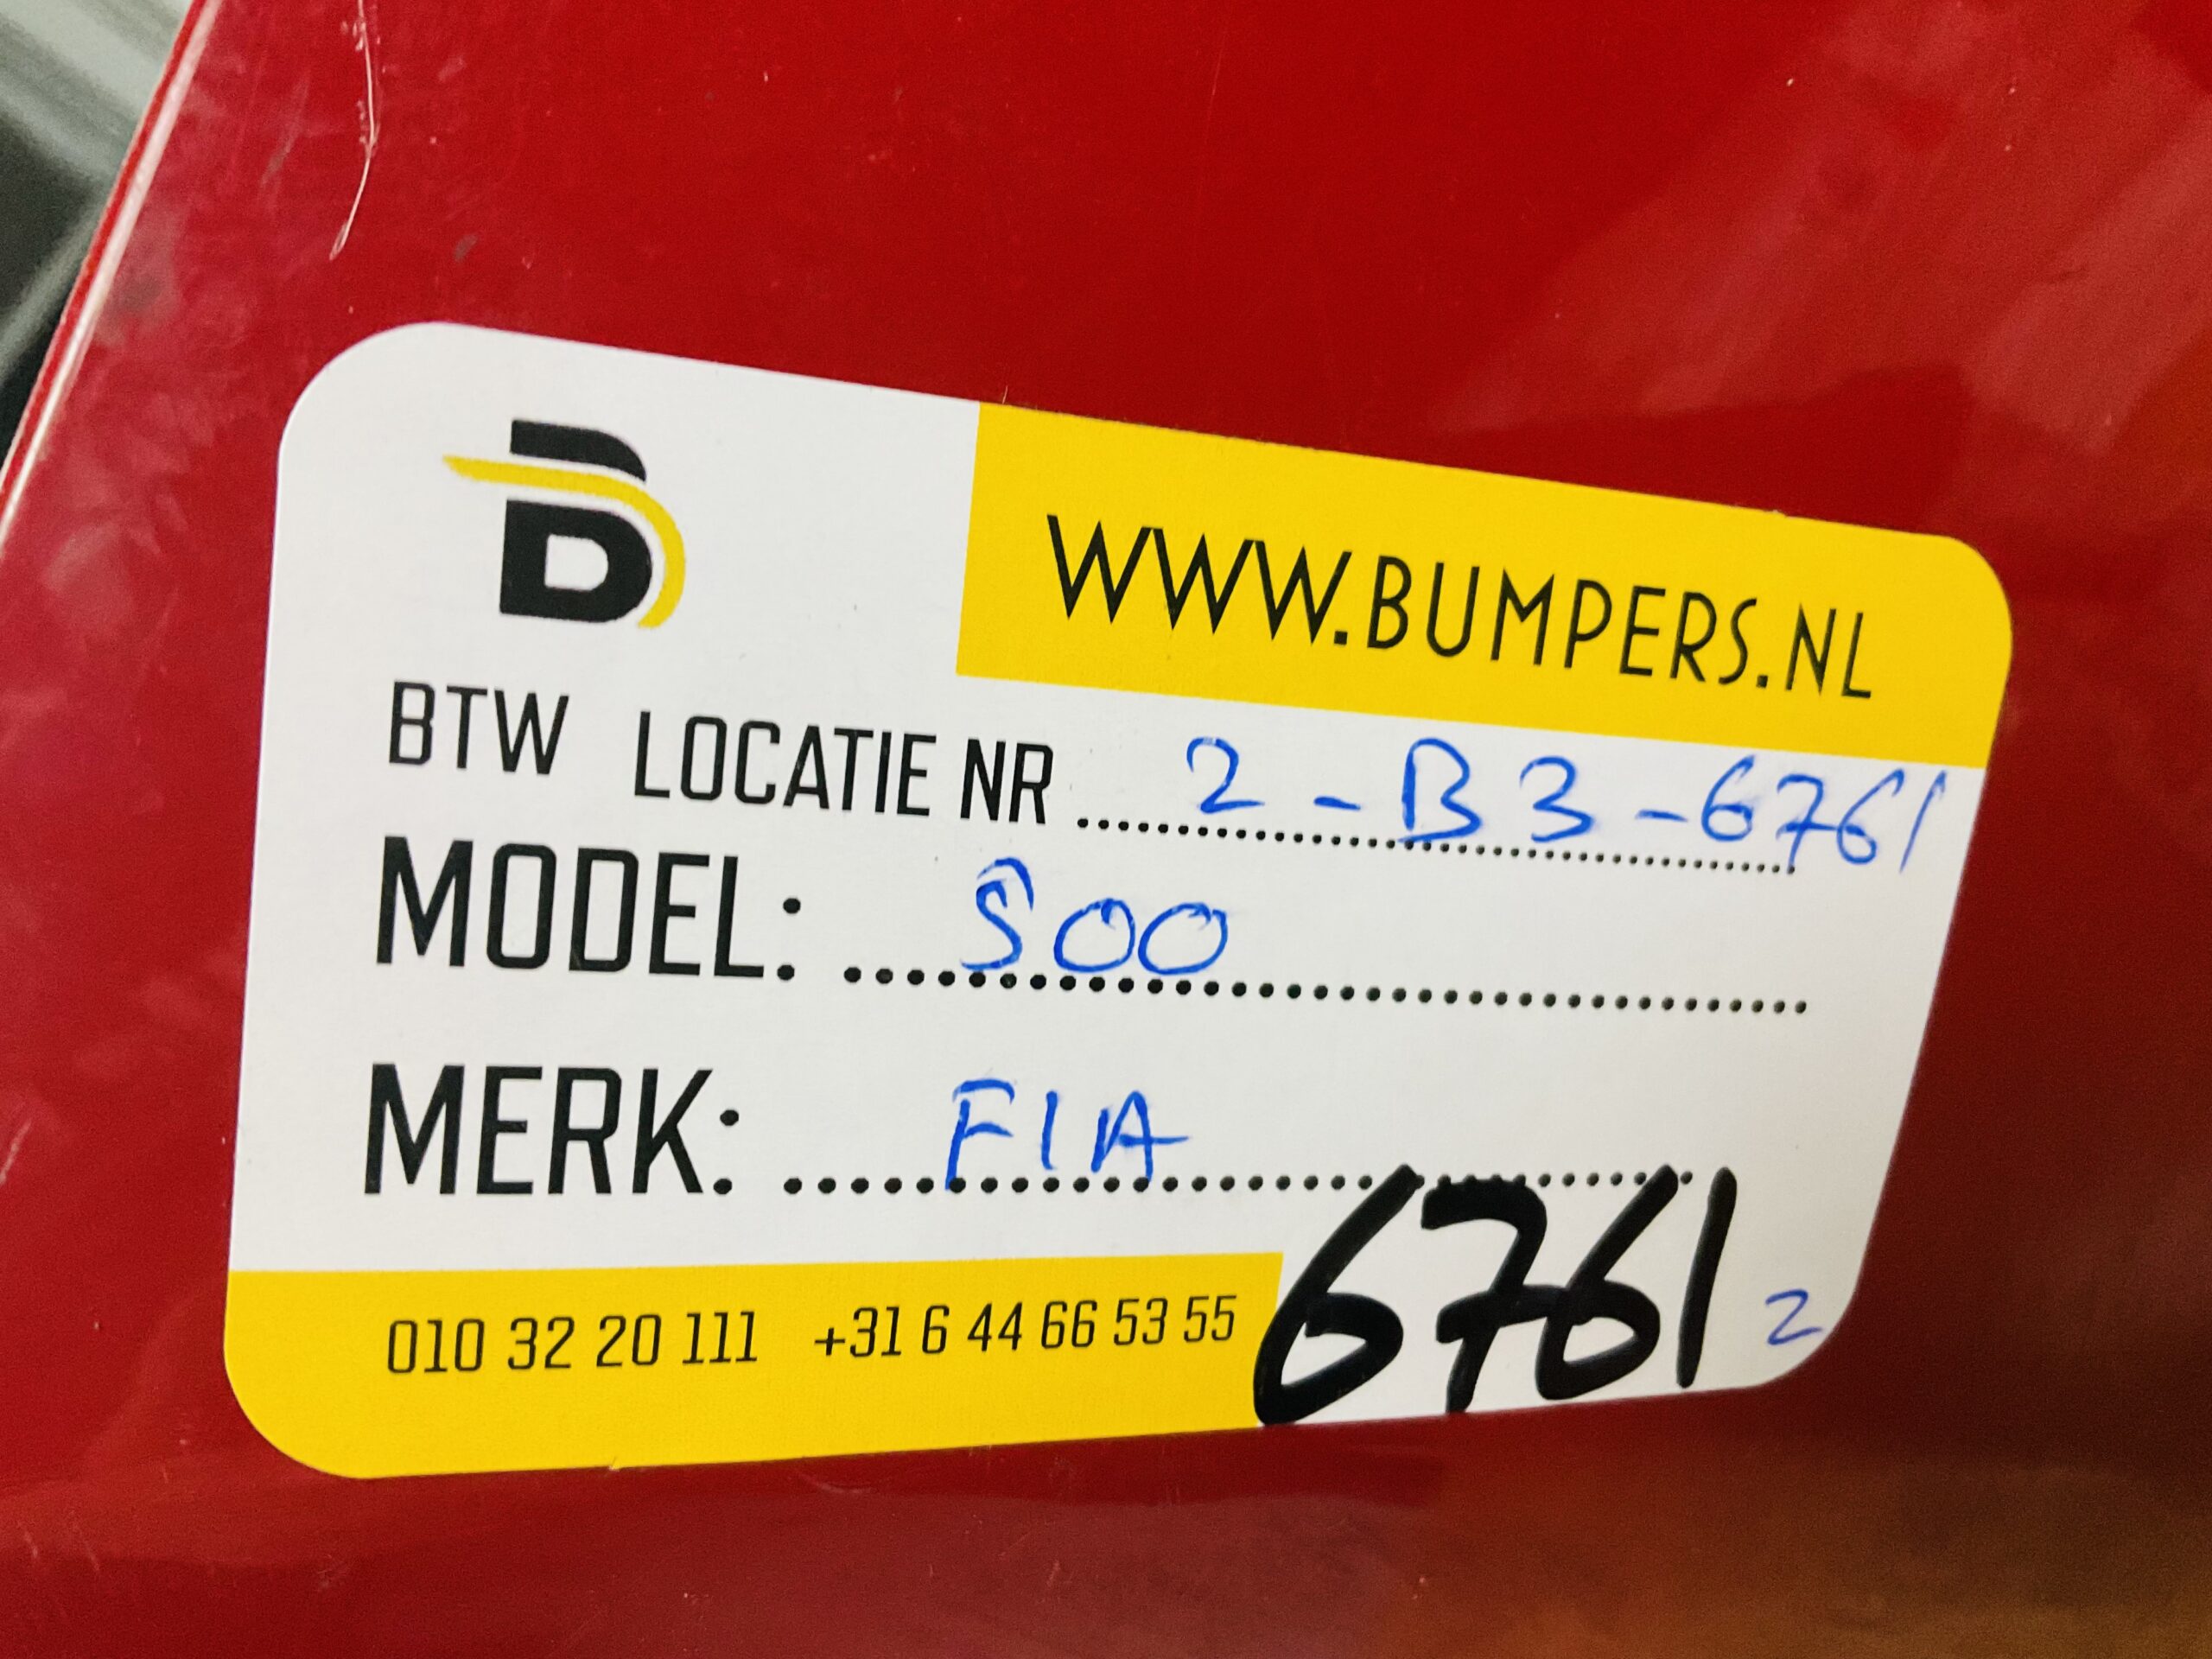 B
WWW.BUMPERS.NL
BTW LOCATIE NR ........ 2-B3-6761
MODEL: ........ 500
MERK: ........ FIA
010 32 20 111 +31 6 44 66 53 55
6761 2